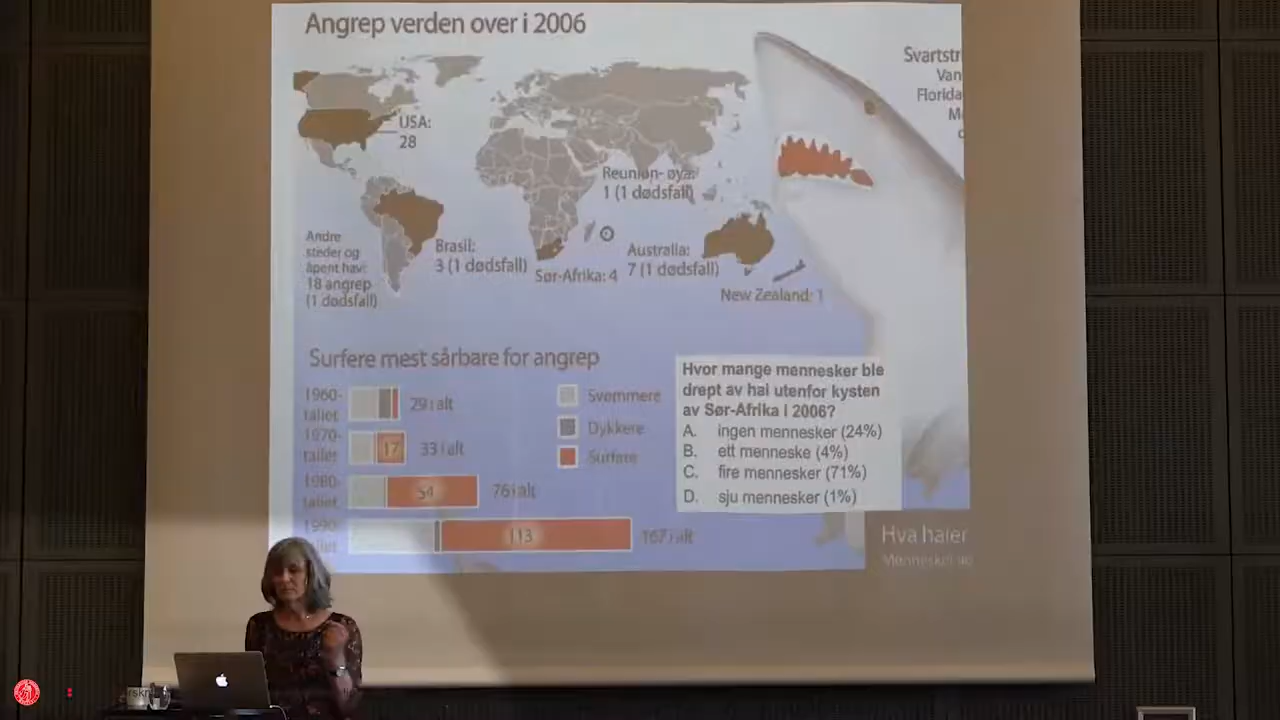 Angrep verden over i 2006
Svartstr
Van
Florida
M
USA:
28
Reunion- øya:
1 (1 dødsfall)
Andre
steder og
åpent hav:
18 angrep
(1 dødsfall)
Brasil:
3 (1 dødsfall)
Sør-Afrika: 4
Australia:
7 (1 dødsfall)
New Zealand: 1
Surfere mest sårbare for angrep
1960-
tallet
29 i alt
1970-
tallet
17
33 i alt
1980-
tallet
54
76 i alt
1990-
113
167 i alt
Svømmere
Dykkere
Surfere
Hvor mange mennesker ble
drept av hai utenfor kysten
av Sør-Afrika i 2006?
A. ingen mennesker (24%)
B. ett menneske (4%)
C. fire mennesker (71%)
D. sju mennesker (1%)
Hva haier